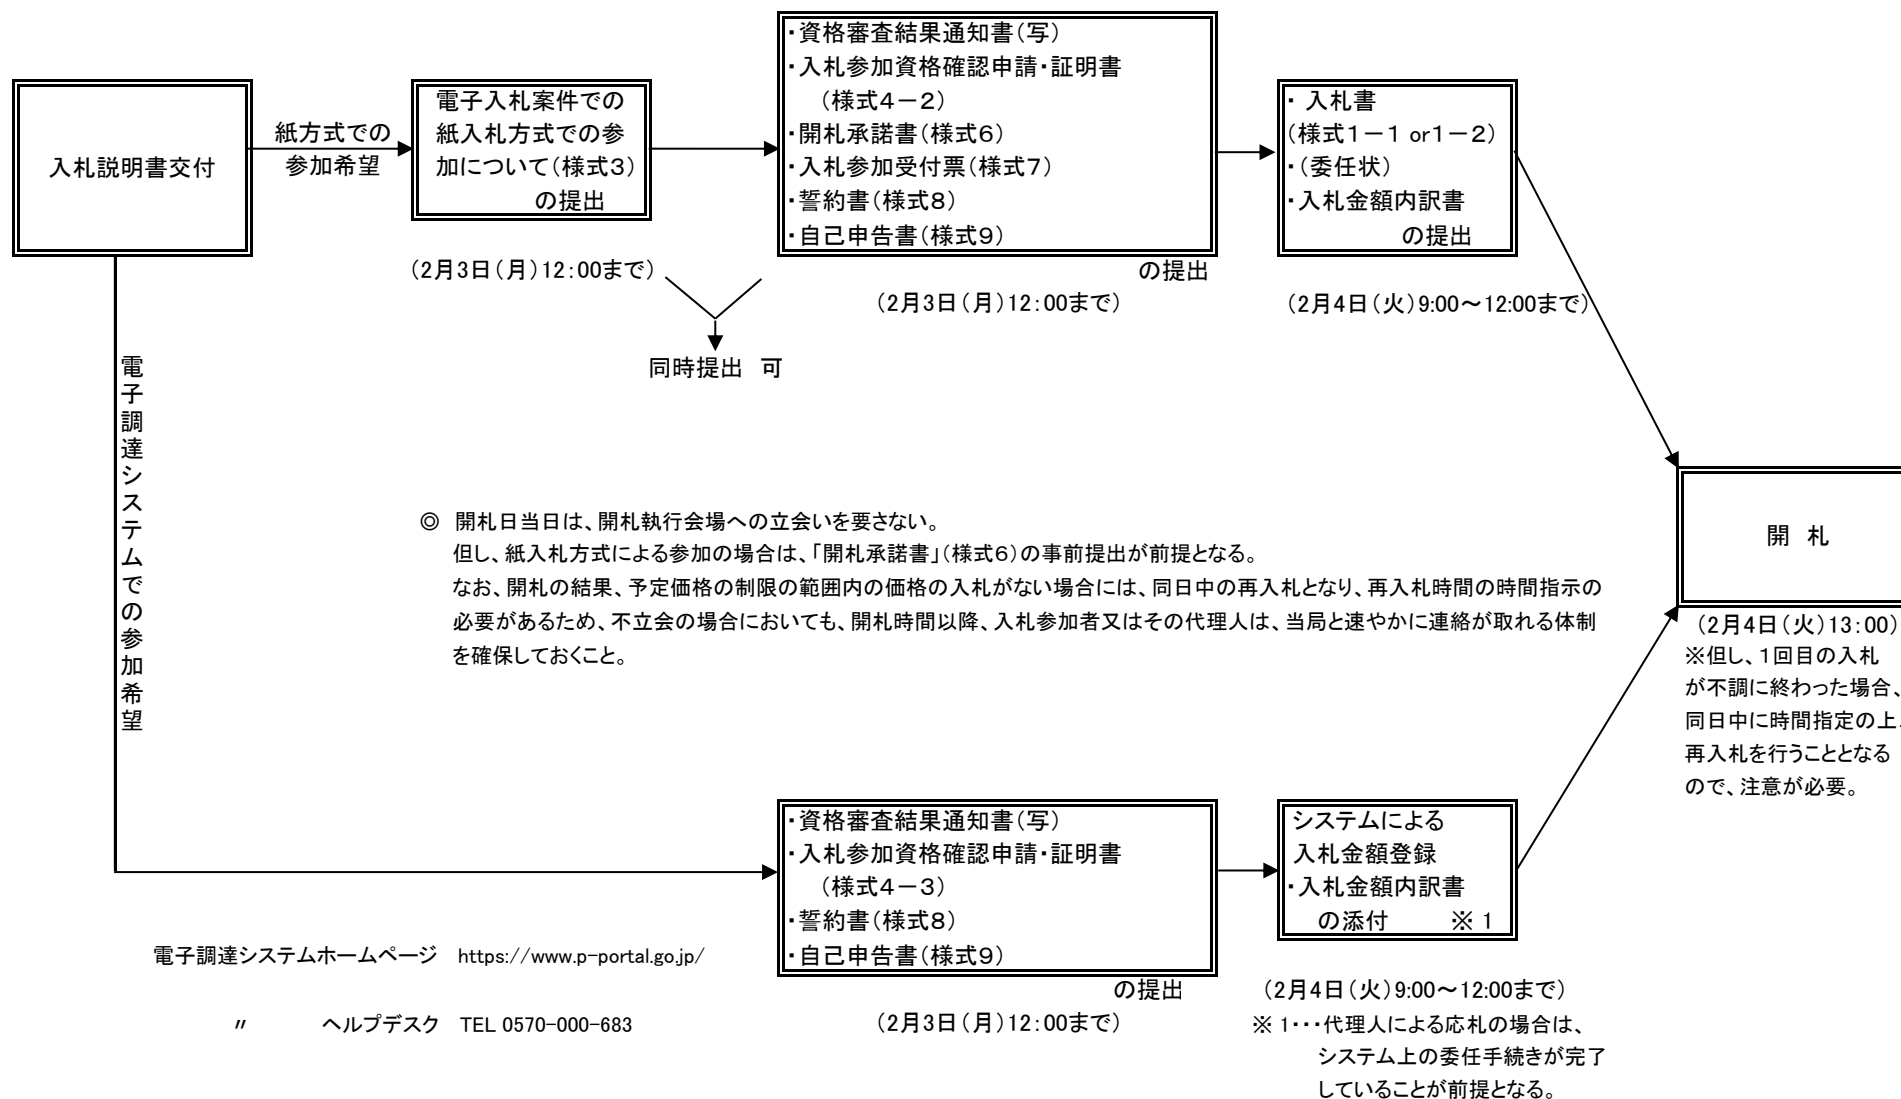 入札説明書交付
紙方式での
参加希望
電子入札案件での
紙入札方式での参
加について(様式3)
の提出
(2月3日(月)12:00まで)
・資格審査結果通知書(写)
・入札参加資格確認申請・証明書
(様式4-2)
・開札承諾書(様式6)
・入札参加受付票(様式7)
・誓約書(様式8)
・自己申告書(様式9)
の提出
(2月3日(月)12:00まで)
同時提出 可
・ 入札書
(様式1-1 or1-2)
・(委任状)
・入札金額内訳書
の提出
(2月4日(火)9:00~12:00まで)
電子調達システムでの参加希望
◎ 開札日当日は、開札執行会場への立会いを要さない。
但し、紙入札方式による参加の場合は、「開札承諾書」(様式6)の事前提出が前提となる。
なお、開札の結果、予定価格の制限の範囲内の価格の入札がない場合には、同日中の再入札となり、再入札時間の時間指示の
必要があるため、不立会の場合においても、開札時間以降、入札参加者又はその代理人は、当局と速やかに連絡が取れる体制
を確保しておくこと。
開 札
(2月4日(火)13:00)
※但し、1回目の入札
が不調に終わった場合、
同日中に時間指定の上、
再入札を行うこととなる
ので、注意が必要。
・資格審査結果通知書(写)
・入札参加資格確認申請・証明書
(様式4-3)
・誓約書(様式8)
・自己申告書(様式9)
の提出
(2月3日(月)12:00まで)
システムによる
入札金額登録
・入札金額内訳書
の添付 ※1
(2月4日(火)9:00~12:00まで)
※1・・・代理人による応札の場合は、
システム上の委任手続きが完了
していることが前提となる。
電子調達システムホームページ https://www.p-portal.go.jp/
〃 ヘルプデスク TEL 0570-000-683